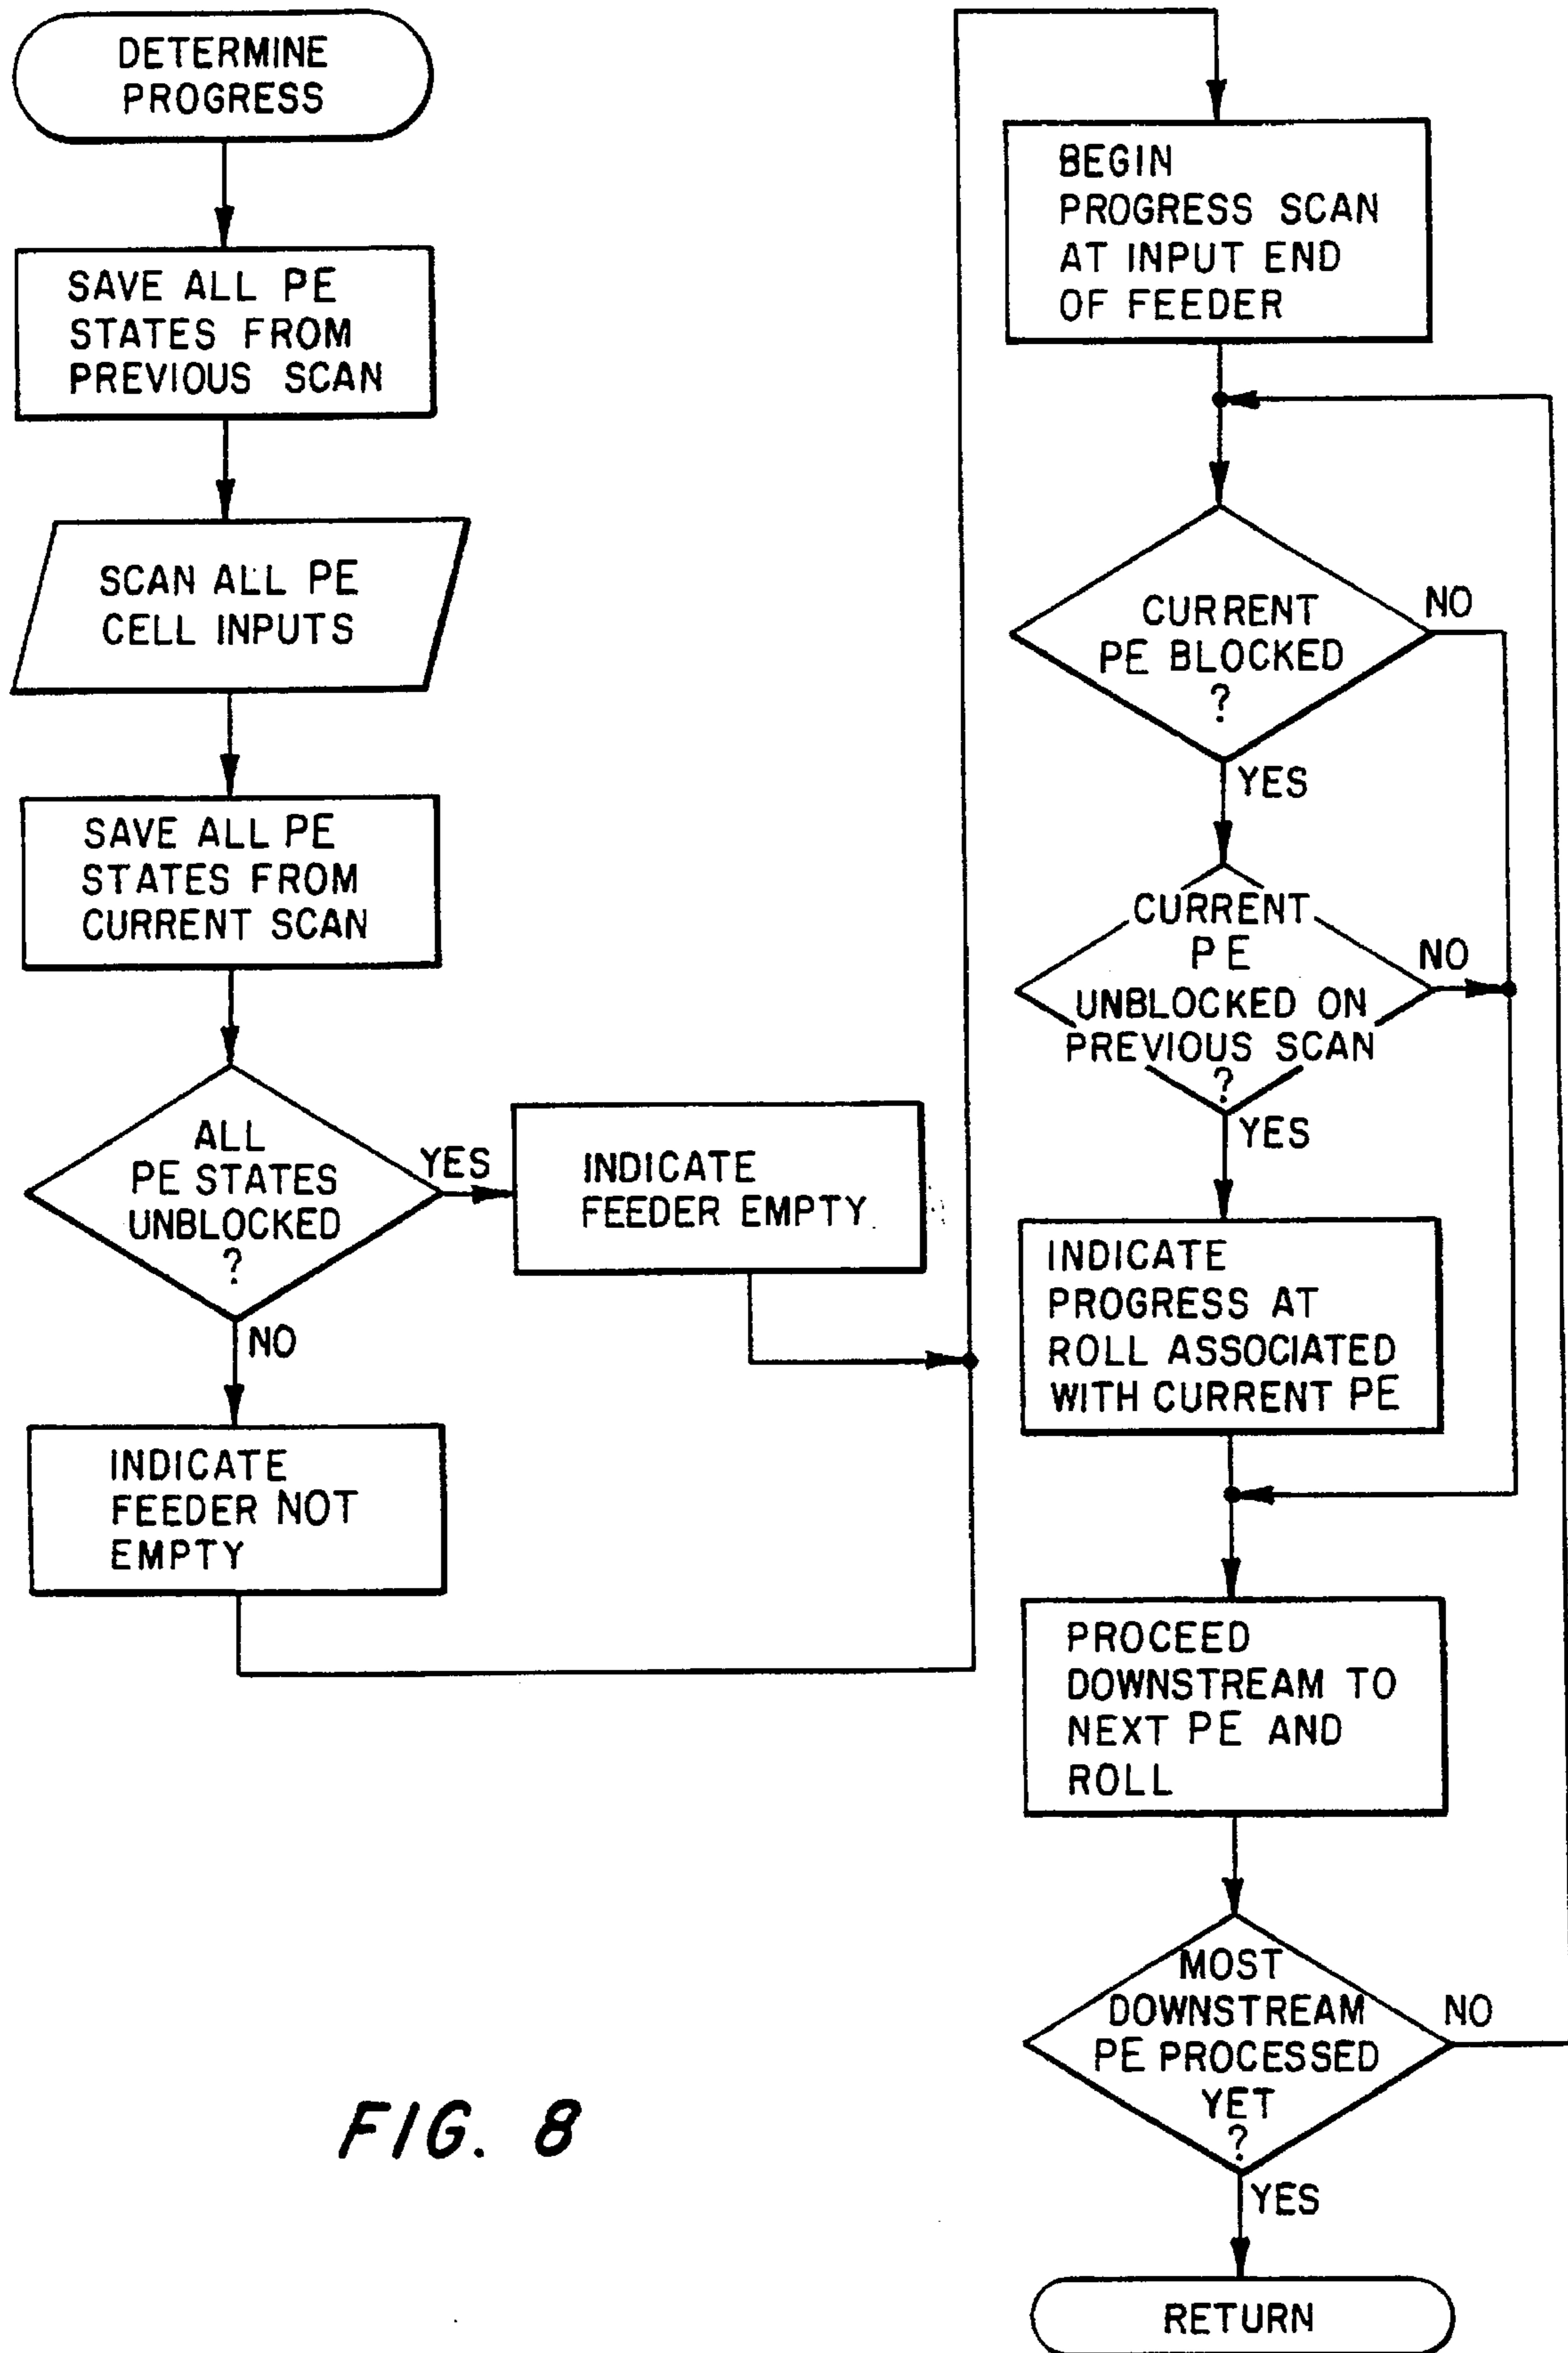 DETERMINE
PROGRESS
SAVE ALL PE
STATES FROM
PREVIOUS SCAN
SCAN ALL PE
CELL INPUTS
SAVE ALL PE
STATES FROM
CURRENT SCAN
ALL
PE STATES
UNBLOCKED
?
YES
NO
INDICATE
FEEDER EMPTY
INDICATE
FEEDER NOT
EMPTY
BEGIN
PROGRESS SCAN
AT INPUT END
OF FEEDER
CURRENT
PE BLOCKED
?
NO
YES
CURRENT
PE
UNBLOCKED ON
PREVIOUS SCAN
?
NO
YES
INDICATE
PROGRESS AT
ROLL ASSOCIATED
WITH CURRENT PE
PROCEED
DOWNSTREAM TO
NEXT PE AND
ROLL
MOST
DOWNSTREAM
PE PROCESSED
YET
?
NO
YES
RETURN
FIG. 8